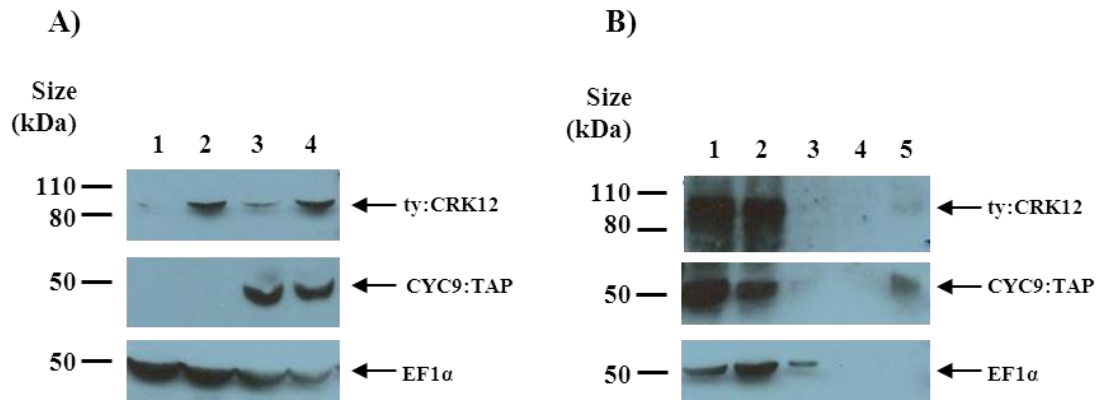 A)
Size
(kDa)
1 2 3 4
110
80
ty:CRK12
50
CYC9:TAP
50
EF1α
B)
Size
(kDa)
1 2 3 4 5
110
80
ty:CRK12
50
CYC9:TAP
50
EF1α